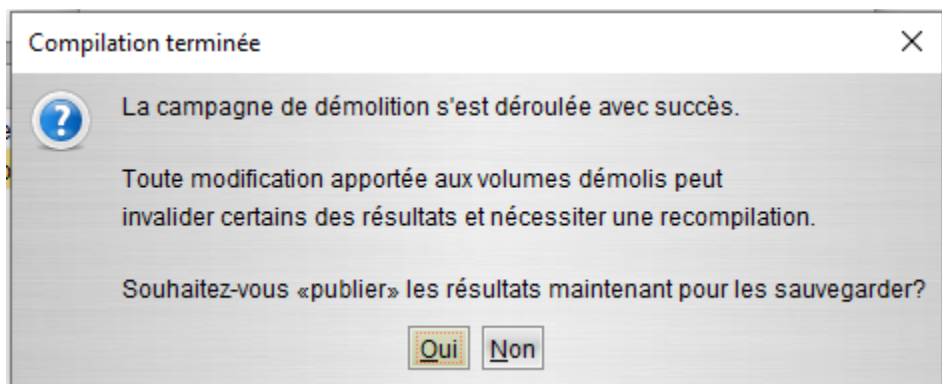 Compilation terminée
La campagne de démolition s'est déroulée avec succès.
Toute modification apportée aux volumes démolis peut
invalider certains des résultats et nécessiter une recompilation.
Souhaitez-vous «publier» les résultats maintenant pour les sauvegarder?
Oui Non